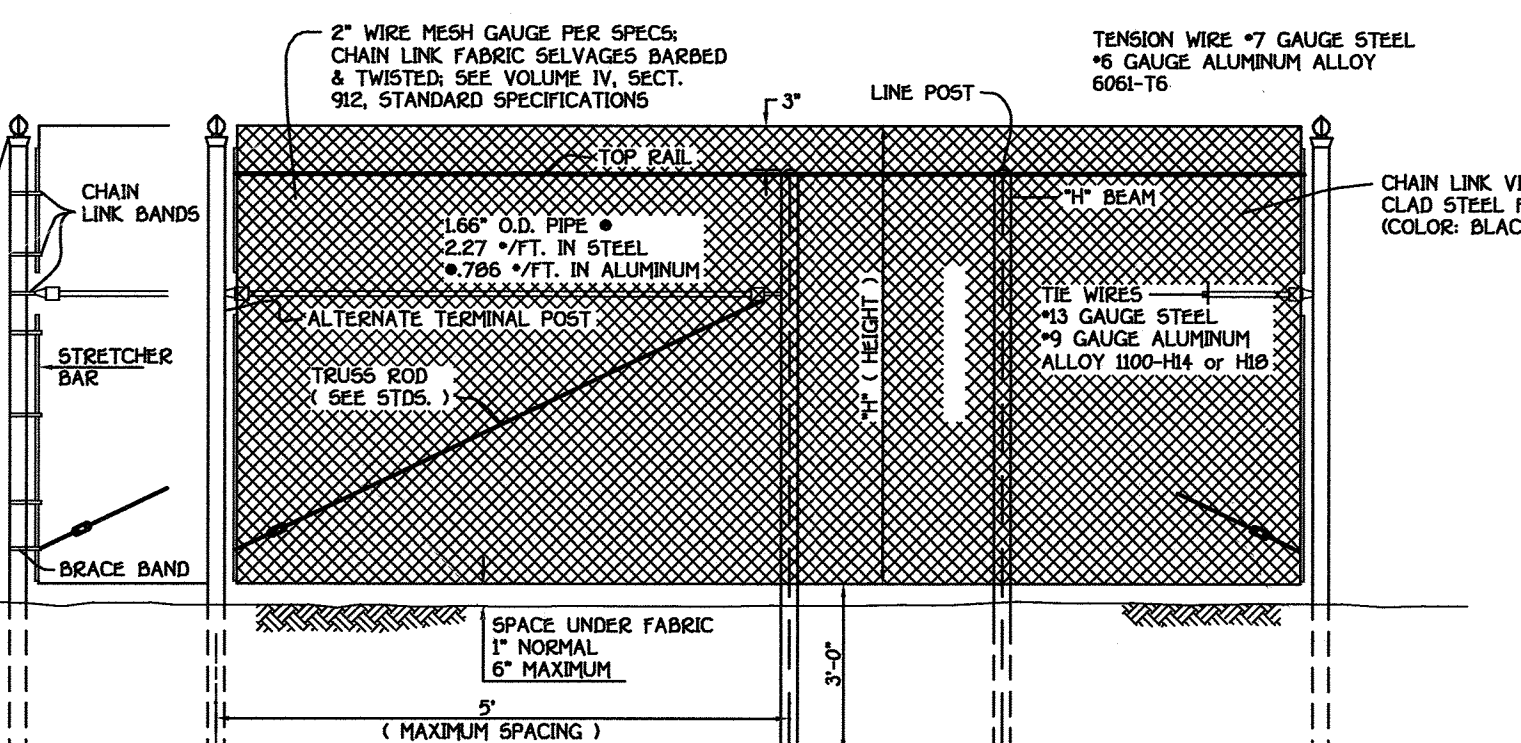 2" WIRE MESH GAUGE PER SPECS;
CHAIN LINK FABRIC SELVAGES BARBED
& TWISTED; SEE VOLUME IV, SECT.
912, STANDARD SPECIFICATIONS
TENSION WIRE •7 GAUGE STEEL
•6 GAUGE ALUMINUM ALLOY
6061-T6
LINE POST
3"
TOP RAIL
CHAIN
LINK BANDS
"H" BEAM
CHAIN LINK
CLAD STEEL
(COLOR:
1.66" O.D. PIPE ●
2.27 •/FT. IN STEEL
●.786 •/FT. IN ALUMINUM
ALTERNATE TERMINAL POST
"H" ( HEIGHT )
TIE WIRES
•13 GAUGE STEEL
•9 GAUGE ALUMINUM
ALLOY 1100-H14 or H18
STRETCHER
BAR
TRUSS ROD
( SEE STDS. )
BRACE BAND
SPACE UNDER FABRIC
1" NORMAL
6" MAXIMUM
3'-0"
5'
( MAXIMUM SPACING )